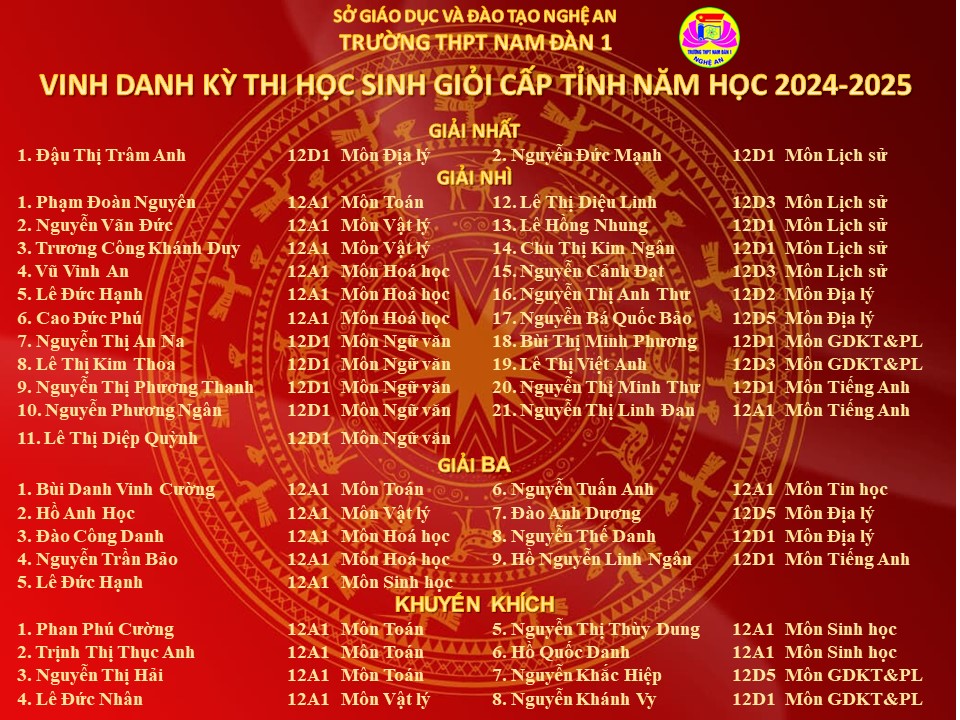 SỞ GIÁO DỤC VÀ ĐÀO TẠO NGHỆ AN
TRƯỜNG THPT NAM ĐÀN 1
TRƯỜNG THPT NAM ĐÀN 1
NGHỆ AN
VINH DANH KỲ THI HỌC SINH GIỎI CẤP TỈNH NĂM HỌC 2024-2025
GIẢI NHẤT
1. Đậu Thị Trâm Anh 12D1 Môn Địa lý 2. Nguyễn Đức Mạnh 12D1 Môn Lịch sử
GIẢI NHÌ
1. Phạm Đoàn Nguyên 12A1 Môn Toán 12. Lê Thị Diệu Linh 12D3 Môn Lịch sử
2. Nguyễn Văn Đức 12A1 Môn Vật lý 13. Lê Hồng Nhung 12D1 Môn Lịch sử
3. Trương Công Khánh Duy 12A1 Môn Vật lý 14. Chu Thị Kim Ngân 12D1 Môn Lịch sử
4. Vũ Vinh An 12A1 Môn Hoá học 15. Nguyễn Cảnh Đạt 12D3 Môn Lịch sử
5. Lê Đức Hạnh 12A1 Môn Hoá học 16. Nguyễn Thị Anh Thư 12D2 Môn Địa lý
6. Cao Đức Phú 12A1 Môn Hoá học 17. Nguyễn Bá Quốc Bảo 12D5 Môn Địa lý
7. Nguyễn Thị An Na 12D1 Môn Ngữ văn 18. Bùi Thị Minh Phương 12D1 Môn GDKT&PL
8. Lê Thị Kim Thoa 12D1 Môn Ngữ văn 19. Lê Thị Việt Anh 12D3 Môn GDKT&PL
9. Nguyễn Thị Phương Thanh 12D1 Môn Ngữ văn 20. Nguyễn Thị Minh Thư 12D1 Môn Tiếng Anh
10. Nguyễn Phương Ngân 12D1 Môn Ngữ văn 21. Nguyễn Thị Linh Đan 12A1 Môn Tiếng Anh
11. Lê Thị Diệp Quỳnh 12D1 Môn Ngữ văn
GIẢI BA
1. Bùi Danh Vinh Cường 12A1 Môn Toán 6. Nguyễn Tuấn Anh 12A1 Môn Tin học
2. Hồ Anh Học 12A1 Môn Vật lý 7. Đào Anh Dương 12D5 Môn Địa lý
3. Đào Công Danh 12A1 Môn Hoá học 8. Nguyễn Thế Danh 12D1 Môn Địa lý
4. Nguyễn Trần Bảo 12A1 Môn Hoá học 9. Hồ Nguyễn Linh Ngân 12D1 Môn Tiếng Anh
5. Lê Đức Hạnh 12A1 Môn Sinh học
KHUYẾN KHÍCH
1. Phan Phú Cường 12A1 Môn Toán 5. Nguyễn Thị Thùy Dung 12A1 Môn Sinh học
2. Trịnh Thị Thục Anh 12A1 Môn Toán 6. Hồ Quốc Danh 12A1 Môn Sinh học
3. Nguyễn Thị Hải 12A1 Môn Toán 7. Nguyễn Khắc Hiệp 12D5 Môn GDKT&PL
4. Lê Đức Nhân 12A1 Môn Vật lý 8. Nguyễn Khánh Vy 12D1 Môn GDKT&PL